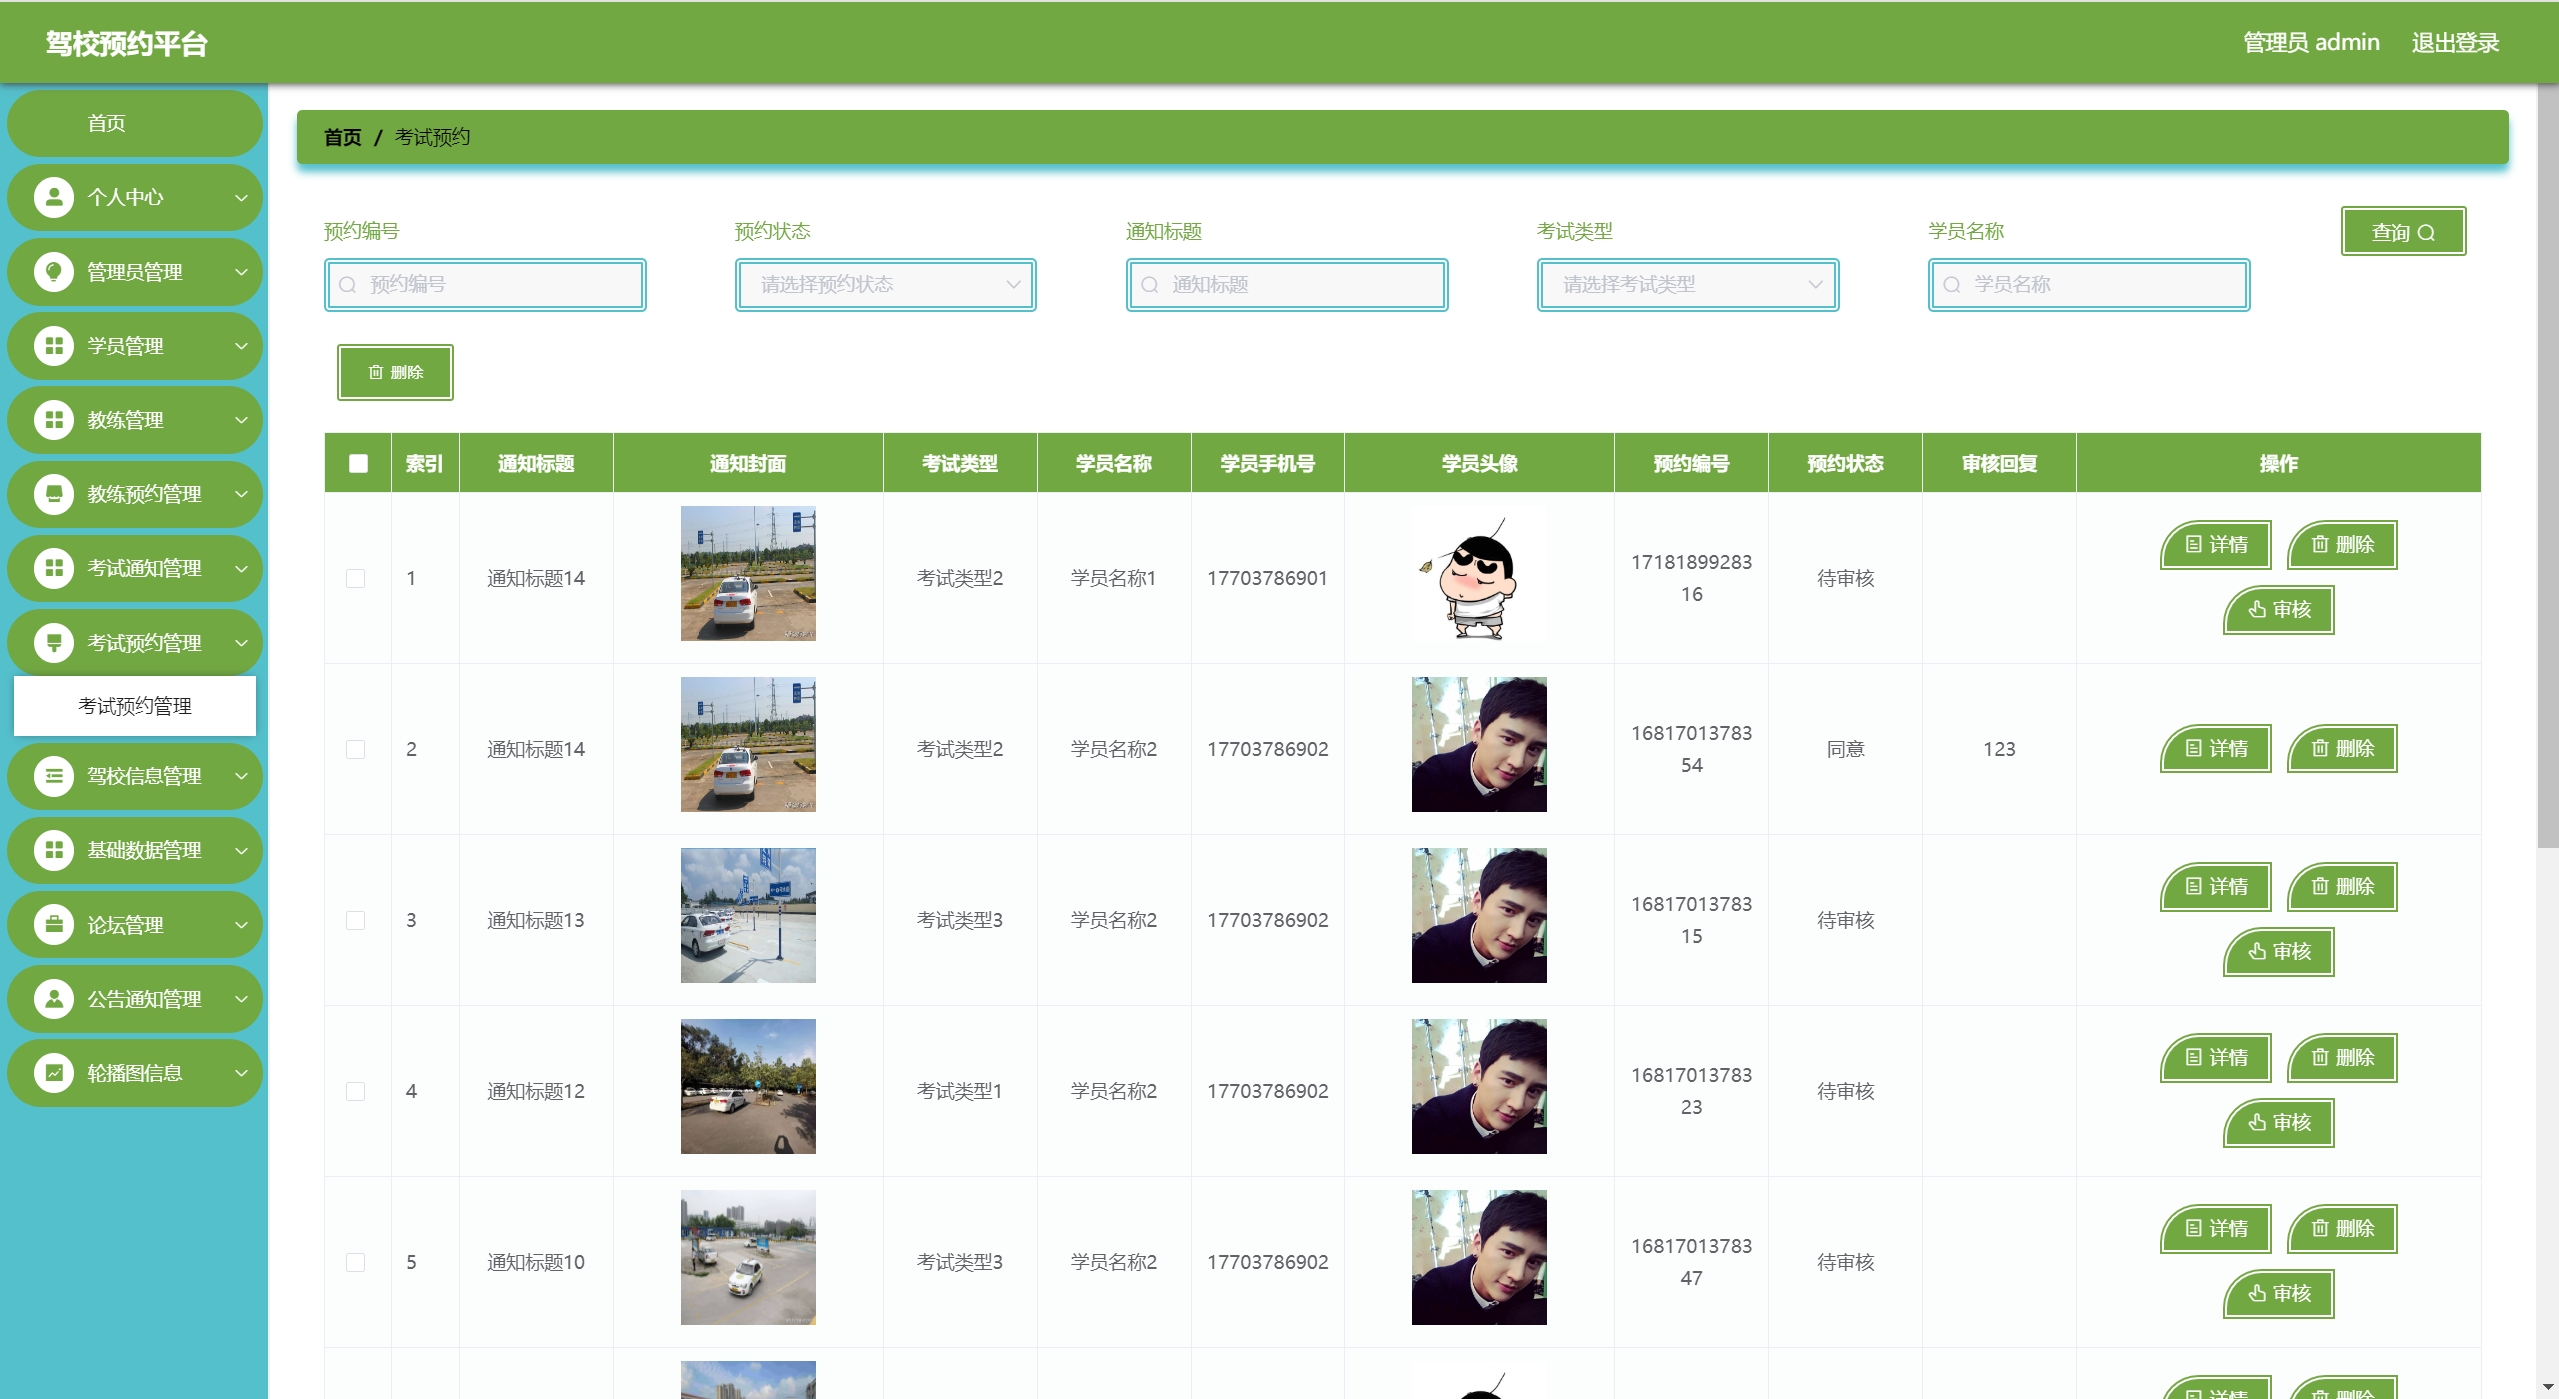 驾校预约平台
管理员 admin
退出登录
首页
个人中心
管理员管理
学员管理
教练管理
教练预约管理
考试通知管理
考试预约管理
考试预约管理
驾校信息管理
基础数据管理
论坛管理
公告通知管理
轮播图信息
首页 / 考试预约
预约编号 预约状态 通知标题 考试类型 学员名称
预约编号 请选择预约状态 通知标题 请选择考试类型 学员名称
查询
删除
索引 通知标题 通知封面 考试类型 学员名称 学员手机号 学员头像 预约编号 预约状态 审核回复 操作
1 通知标题14 考试类型2 学员名称1 17703786901 17181899283
16 待审核 详情 删除
审核
2 通知标题14 考试类型2 学员名称2 17703786902 16817013783
54 同意 123 详情 删除
3 通知标题13 考试类型3 学员名称2 17703786902 16817013783
15 待审核 详情 删除
审核
4 通知标题12 考试类型1 学员名称2 17703786902 16817013783
23 待审核 详情 删除
审核
5 通知标题10 考试类型3 学员名称2 17703786902 16817013783
47 待审核 详情 删除
审核
详情 删除